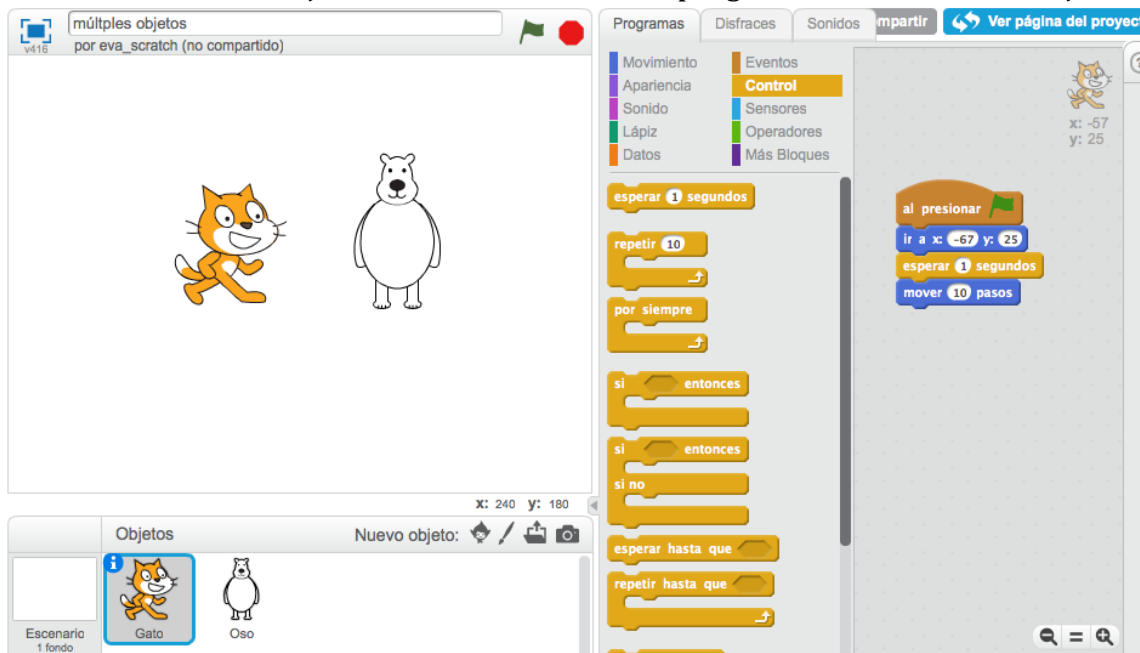 múltples objetos
por eva_scratch (no compartido)
v416
x: 240 y: 180
Objetos
Nuevo objeto:
Escenario
1 fondo
Gato
Oso
Programas
Disfraces
Sonidos
Ver página del proyect
Movimiento
Apariencia
Sonido
Lápiz
Datos
Eventos
Control
Sensores
Operadores
Más Bloques
esperar 1 segundos
repetir 10
por siempre
si entonces
si entonces
si no
esperar hasta que
repetir hasta que
x: -57
y: 25
al presionar
ir a x: -67 y: 25
esperar 1 segundos
mover 10 pasos